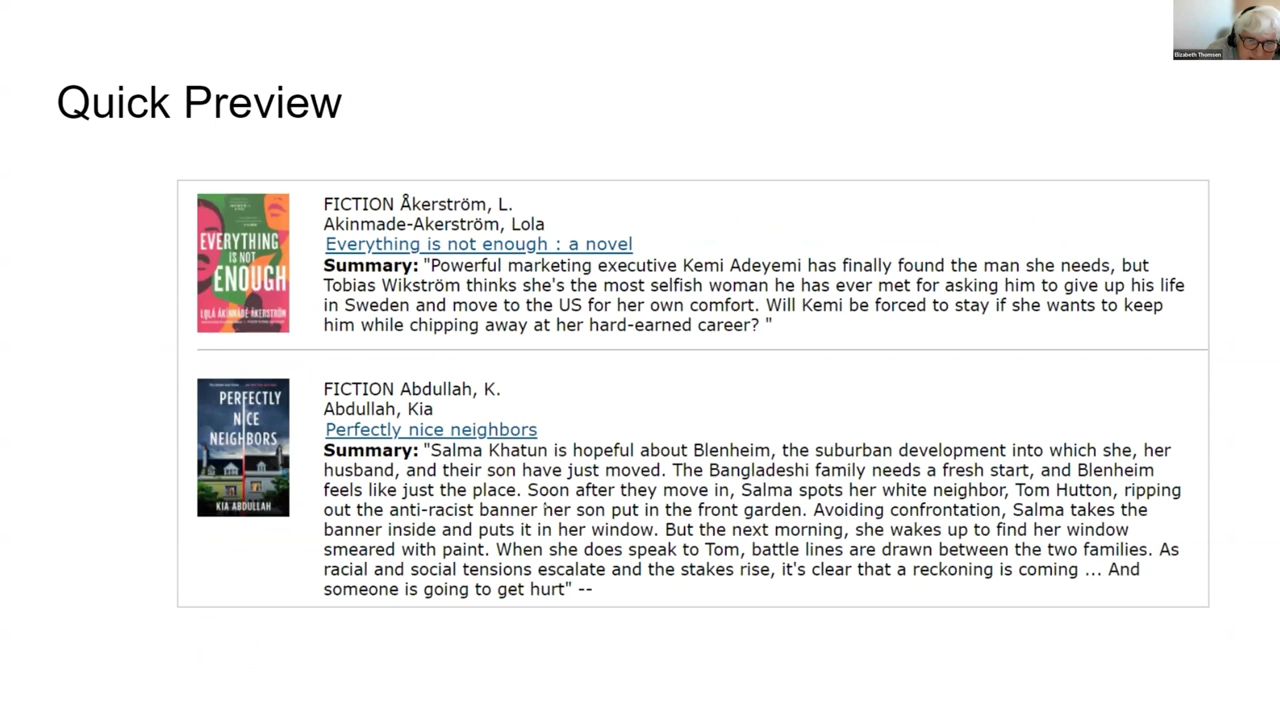 Elizabeth Thomsen
Quick Preview
EVERYTHING
IS NOT
ENOUGH
LOLÁ ÁKINMÁDÉ ÅKERSTRÖM
FICTION Åkerström, L.
Akinmade-Akerström, Lola
Everything is not enough : a novel
Summary: "Powerful marketing executive Kemi Adeyemi has finally found the man she needs, but
Tobias Wikström thinks she's the most selfish woman he has ever met for asking him to give up his life
in Sweden and move to the US for her own comfort. Will Kemi be forced to stay if she wants to keep
him while chipping away at her hard-earned career? "
PERFECTLY
NICE
NEIGHBORS
KIA ABDULLAH
FICTION Abdullah, K.
Abdullah, Kia
Perfectly nice neighbors
Summary: "Salma Khatun is hopeful about Blenheim, the suburban development into which she, her
husband, and their son have just moved. The Bangladeshi family needs a fresh start, and Blenheim
feels like just the place. Soon after they move in, Salma spots her white neighbor, Tom Hutton, ripping
out the anti-racist banner her son put in the front garden. Avoiding confrontation, Salma takes the
banner inside and puts it in her window. But the next morning, she wakes up to find her window
smeared with paint. When she does speak to Tom, battle lines are drawn between the two families. As
racial and social tensions escalate and the stakes rise, it's clear that a reckoning is coming ... And
someone is going to get hurt" --